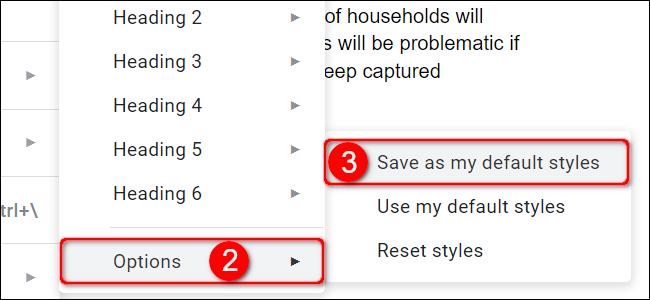 Heading 2 ►
of households will
s will be problematic if
eep captured
Heading 3 ►
Heading 4 ►
Heading 5 ►
Heading 6 ►
trl+\
Options 2 ►
3 Save as my default styles
Use my default styles
Reset styles